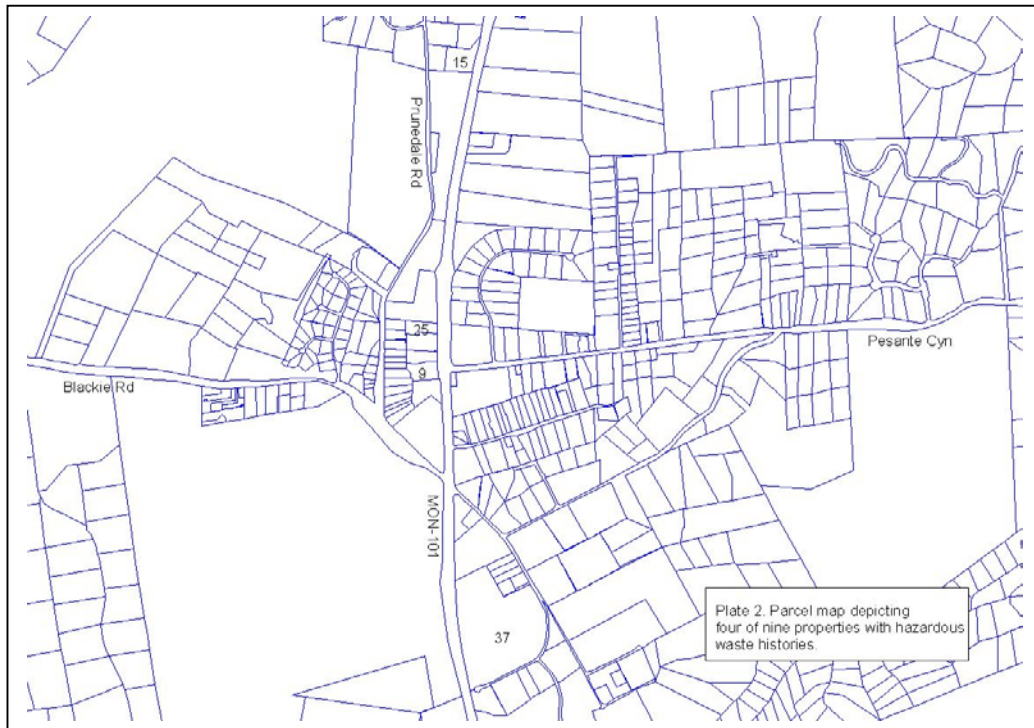 15
Prunedale Rd
25
Pesante Cyn
9
Blackie Rd
MON-101
Plate 2. Parcel map depicting
four of nine properties with hazardous
waste histories.
37